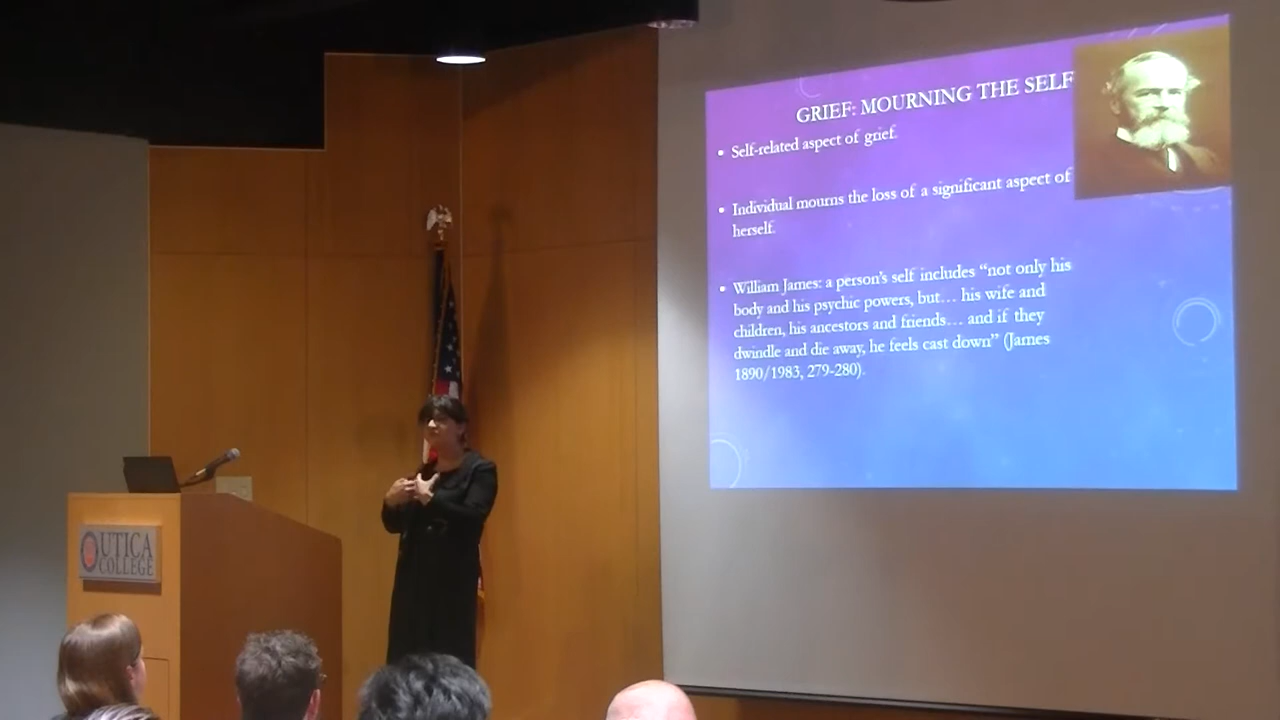 GRIEF: MOURNING THE SELF
• Self-related aspect of grief.
• Individual mourns the loss of a significant aspect of
herself.
• William James: a person's self includes “not only his
body and his psychic powers, but… his wife and
children, his ancestors and friends… and if they
dwindle and die away, he feels cast down” (James
1890/1983, 279-280).
UTICA
COLLEGE